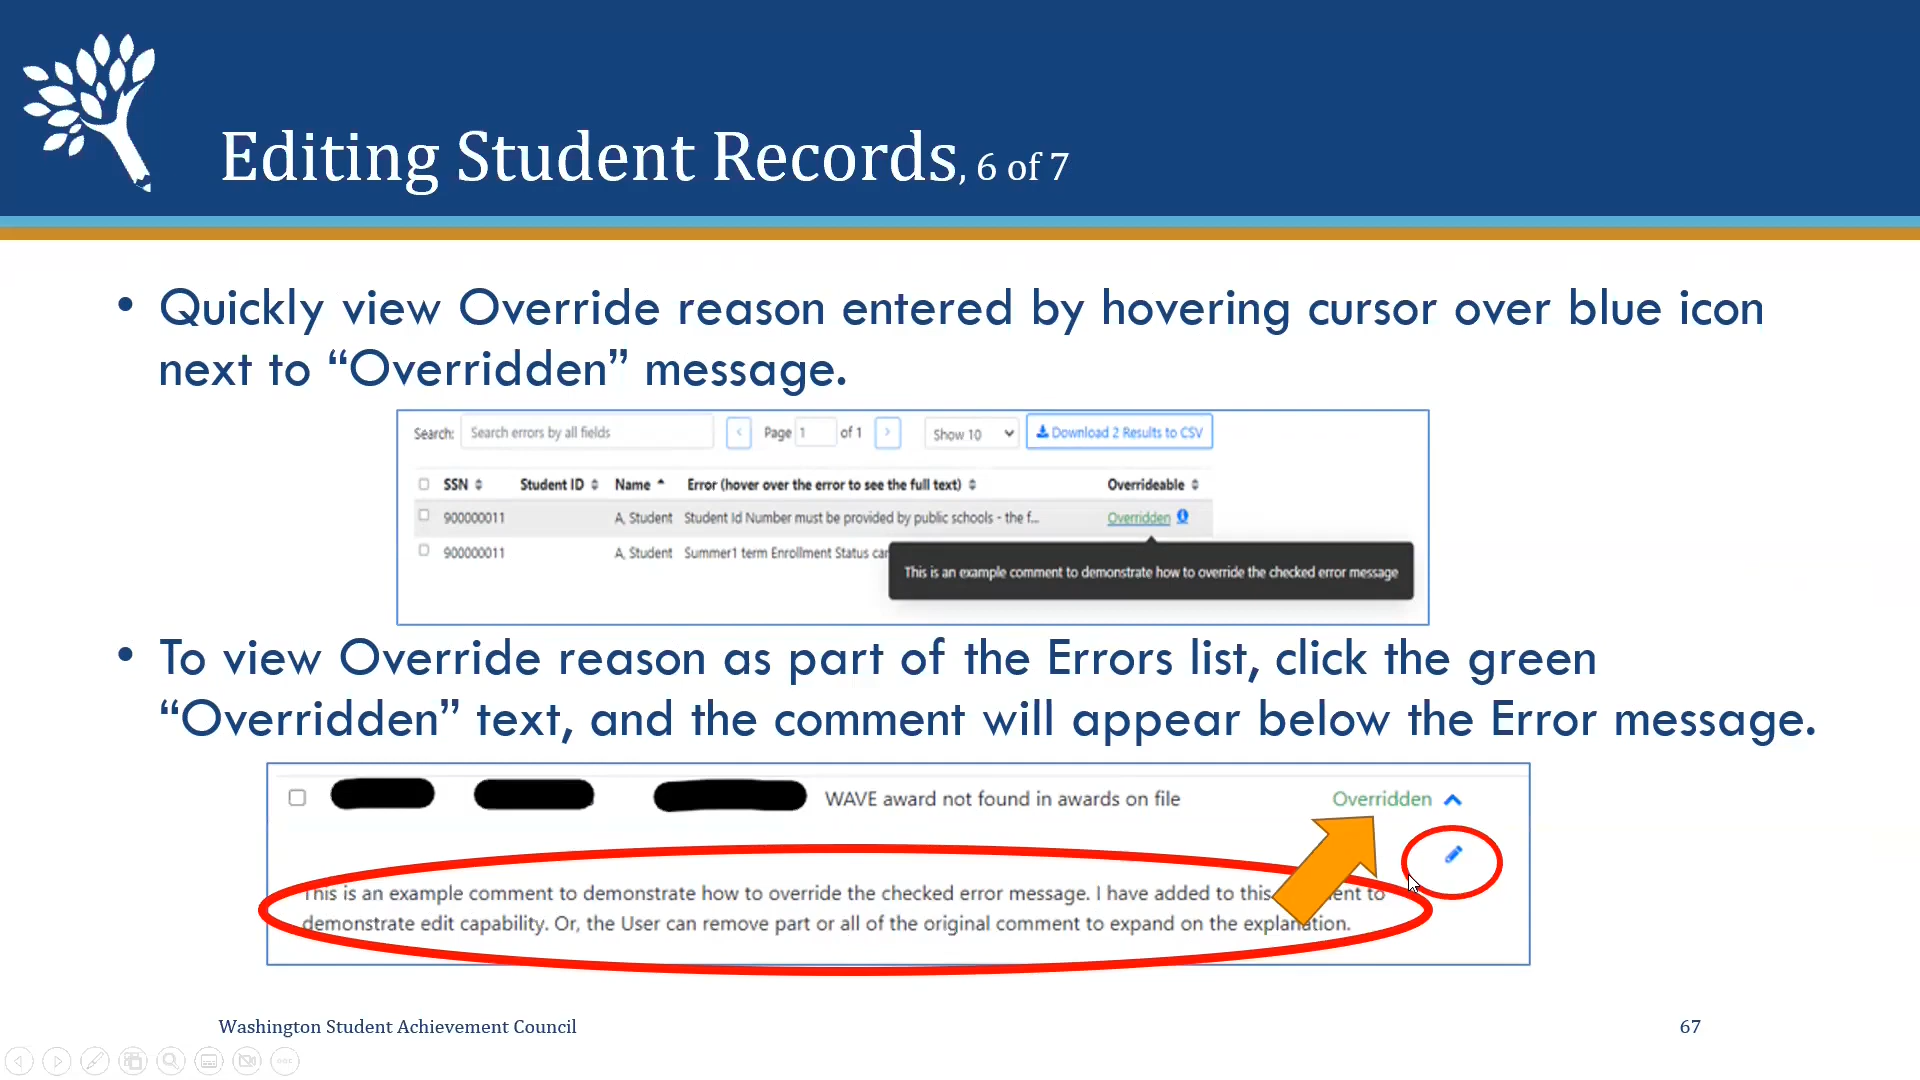 Editing Student Records, 6 of 7
• Quickly view Override reason entered by hovering cursor over blue icon
next to “Overridden” message.
Search: Search errors by all fields < Page 1 of 1 > Show 10 Download 2 Results to CSV
SSN Student ID Name Error (hover over the error to see the full text) Overrideable
900000011 A, Student Student Id Number must be provided by public schools - the f... Overridden
900000011 A, Student Summer1 term Enrollment Status
This is an example comment to demonstrate how to override the checked error message
• To view Override reason as part of the Errors list, click the green
“Overridden” text, and the comment will appear below the Error message.
WAVE award not found in awards on file Overridden
This is an example comment to demonstrate how to override the checked error message. I have added to this to
demonstrate edit capability. Or, the User can remove part or all of the original comment to expand on the explanation.
Washington Student Achievement Council 67